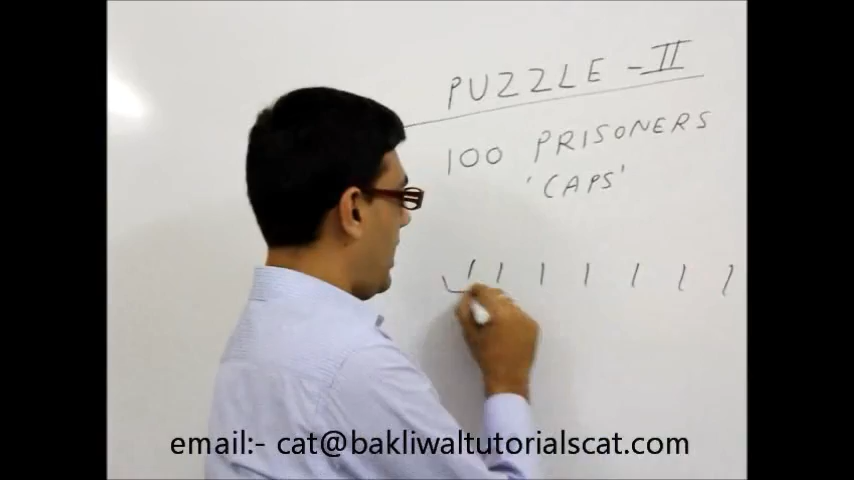 PUZZLE - II
100 PRISONERS
'CAPS'
email:- cat@bakliwaltutorialscat.com